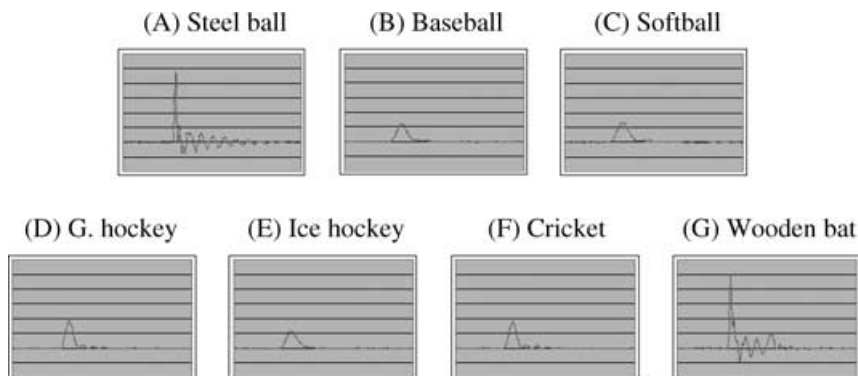 (A) Steel ball (B) Baseball (C) Softball
(D) G. hockey (E) Ice hockey (F) Cricket (G) Wooden bat